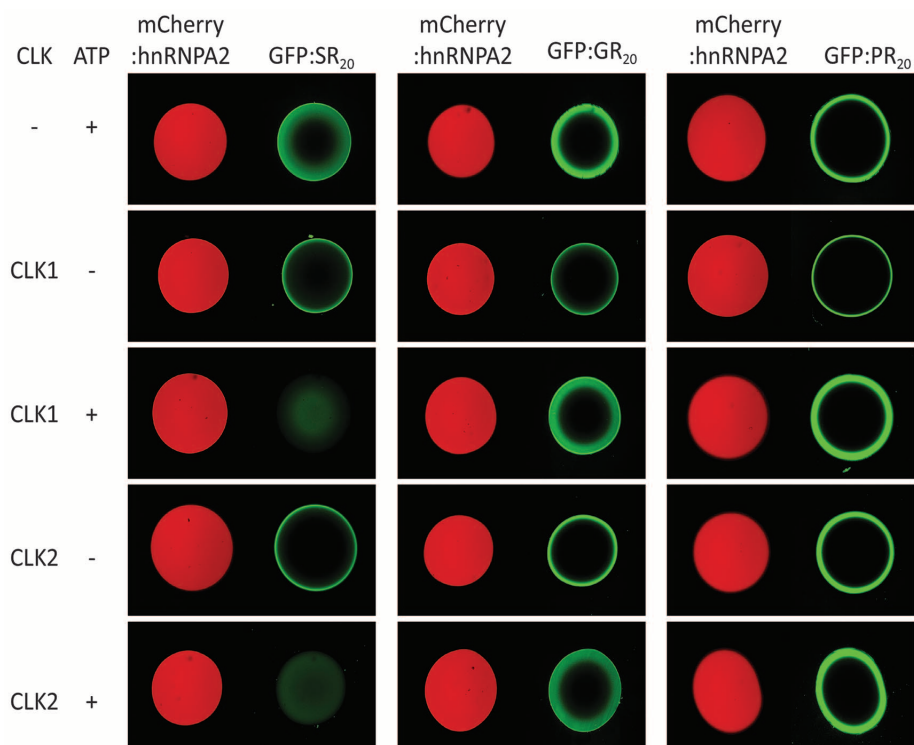 mCherry mCherry mCherry
CLK ATP :hnRNPA2 GFP:SR₂₀ :hnRNPA2 GFP:GR₂₀ :hnRNPA2 GFP:PR₂₀
- +
CLK1 -
CLK1 +
CLK2 -
CLK2 +